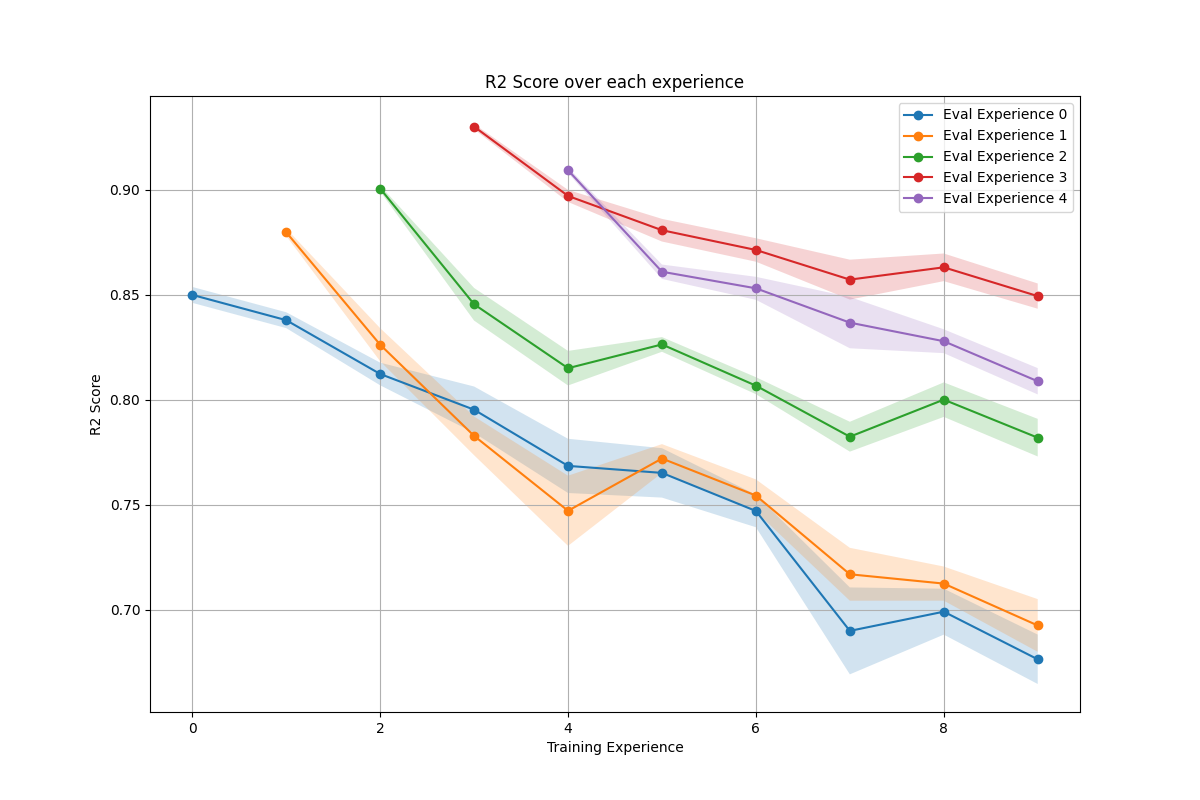 R2 Score over each experience
Eval Experience 0
Eval Experience 1
Eval Experience 2
Eval Experience 3
Eval Experience 4
R2 Score
0.90
0.85
0.80
0.75
0.70
0 2 4 6 8
Training Experience